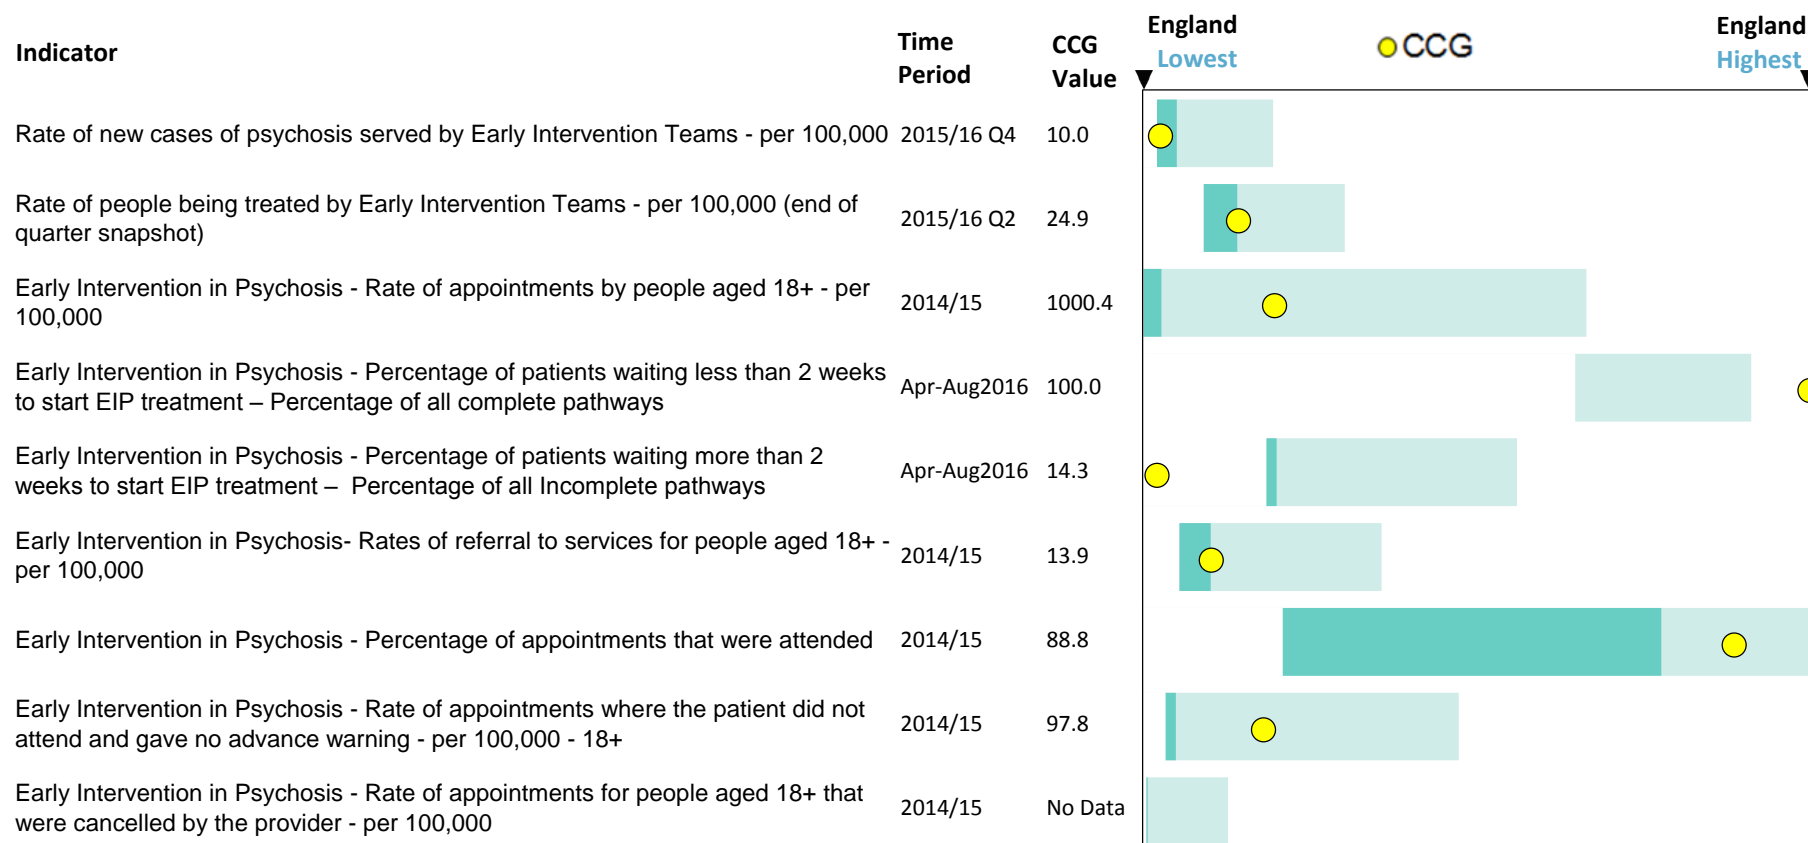 Indicator
Time
Period
CCG
Value
England
Lowest
CCG
England
Highest
Rate of new cases of psychosis served by Early Intervention Teams - per 100,000 2015/16 Q4 10.0
Rate of people being treated by Early Intervention Teams - per 100,000 (end of
quarter snapshot)
2015/16 Q2 24.9
Early Intervention in Psychosis - Rate of appointments by people aged 18+ - per
100,000
2014/15 1000.4
Early Intervention in Psychosis - Percentage of patients waiting less than 2 weeks
to start EIP treatment – Percentage of all complete pathways
Apr-Aug2016 100.0
Early Intervention in Psychosis - Percentage of patients waiting more than 2
weeks to start EIP treatment – Percentage of all Incomplete pathways
Apr-Aug2016 14.3
Early Intervention in Psychosis- Rates of referral to services for people aged 18+ -
per 100,000
2014/15 13.9
Early Intervention in Psychosis - Percentage of appointments that were attended 2014/15 88.8
Early Intervention in Psychosis - Rate of appointments where the patient did not
attend and gave no advance warning - per 100,000 - 18+
2014/15 97.8
Early Intervention in Psychosis - Rate of appointments for people aged 18+ that
were cancelled by the provider - per 100,000
2014/15 No Data